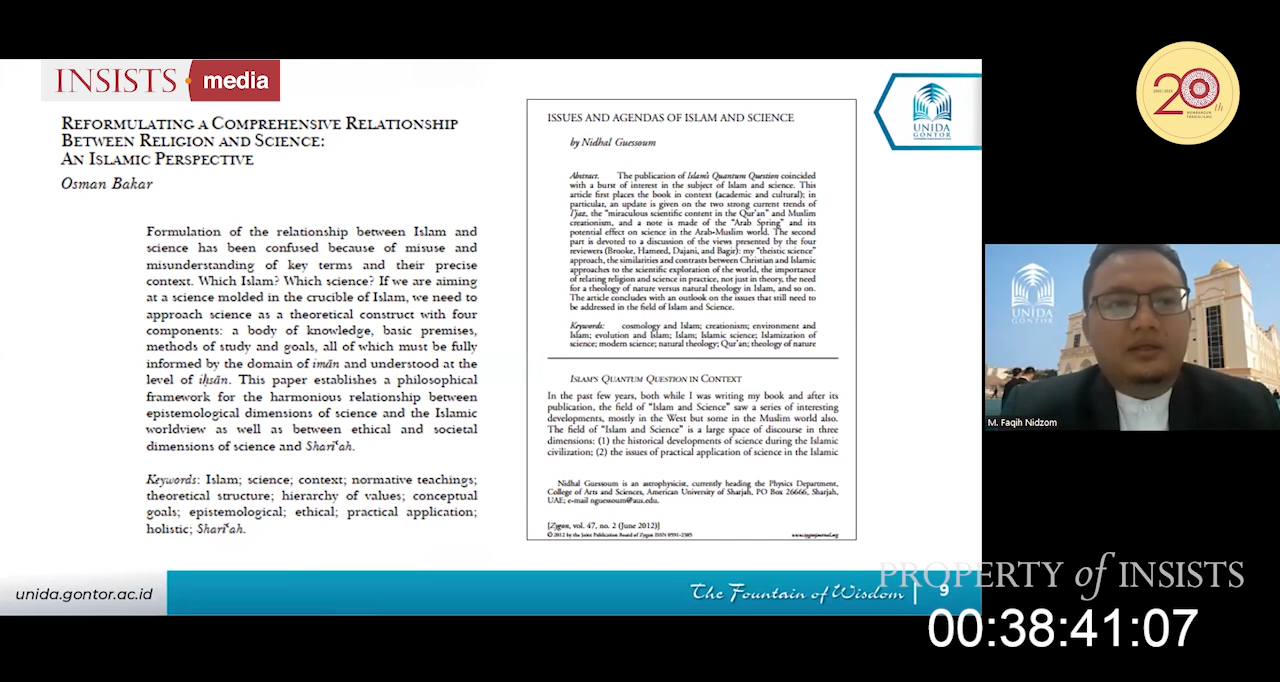 INSISTS media
REFORMULATING A COMPREHENSIVE RELATIONSHIP
BETWEEN RELIGION AND SCIENCE:
AN ISLAMIC PERSPECTIVE
Osman Bakar
Formulation of the relationship between Islam and
science has been confused because of misuse and
misunderstanding of key terms and their precise
context. Which Islam? Which science? If we are aiming
at a science molded in the crucible of Islam, we need to
approach science as a theoretical construct with four
components: a body of knowledge, basic premises,
methods of study and goals, all of which must be fully
informed by the domain of imān and understood at the
level of iḥsān. This paper establishes a philosophical
framework for the harmonious relationship between
epistemological dimensions of science and the Islamic
worldview as well as between ethical and societal
dimensions of science and Sharīʿah.
Keywords: Islam; science; context; normative teachings;
theoretical structure; hierarchy of values; conceptual
goals; epistemological; ethical; practical application;
holistic; Sharīʿah.
ISSUES AND AGENDAS OF ISLAM AND SCIENCE
by Nidhal Guessoum
Abstract. The publication of Islam's Quantum Question coincided
with a burst of interest in the subject of Islam and science. This
article first places the book in context (academic and cultural); in
particular, an update is given on the two strong current trends of
I'jaz, the "miraculous scientific content in the Qur'an" and Muslim
creationism, and a note is made of the "Arab Spring" and its
potential effect on science in the Arab-Muslim world. The second
part is devoted to a discussion of the views presented by the four
reviewers (Brooke, Hameed, Dajani, and Bagir): my "theistic science"
approach, the similarities and contrasts between Christian and Islamic
approaches to the scientific exploration of the world, the importance
of relating religion and science in practice, not just in theory, the need
for a theology of nature versus natural theology in Islam, and so on.
The article concludes with an outlook on the issues that still need to
be addressed in the field of Islam and Science.
Keywords: cosmology and Islam; creationism; environment and
Islam; evolution and Islam; Islam; Islamic science; Islamization of
science; modern science; natural theology; Qur'an; theology of nature
ISLAM'S QUANTUM QUESTION IN CONTEXT
In the past few years, both while I was writing my book and after its
publication, the field of "Islam and Science" saw a series of interesting
developments, mostly in the West but some in the Muslim world also.
The field of "Islam and Science" is a large space of discourse in three
dimensions: (1) the historical developments of science during the Islamic
civilization; (2) the issues of practical application of science in the Islamic
Nidhal Guessoum is an astrophysicist, currently heading the Physics Department,
College of Arts and Sciences, American University of Sharjah, PO Box 26666, Sharjah,
UAE; e-mail nguessoum@aus.edu.
[Zygon, vol. 47, no. 2 (June 2012)]
© 2012 by the Joint Publication Board of Zygon ISSN 0591-2385 www.zygonjournal.org
UNIDA
GONTOR
20th
UNIDA
GONTOR
M. Faqih Nidzom
unida.gontor.ac.id
The Fountain of Wisdom | 9
PROPERTY of INSISTS
00:38:41:07